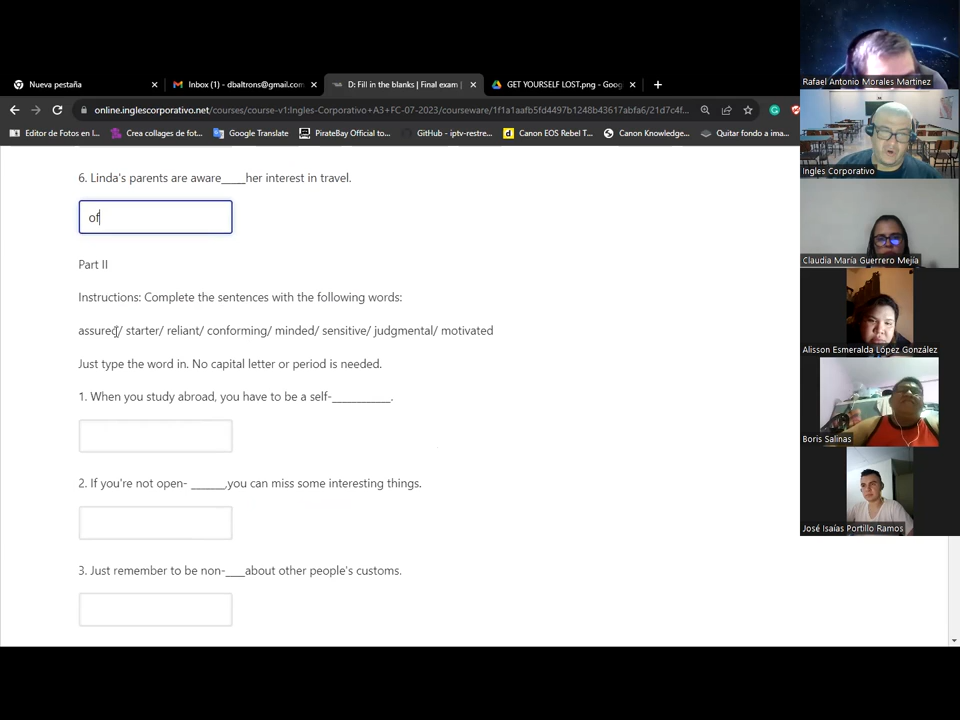 Nueva pestaña
Inbox (1) - dbaltrons@gmail.com
D: Fill in the blanks | Final exam |
GET YOURSELF LOST.png - Goog
online.inglescorporativo.net/courses/course-v1:Ingles-Corporativo+A3+FC-07-2023/courseware/1f1a1aafb5fd4497b1248b43617abfa6/21d7c4f...
Editor de Fotos en l...
Crea collages de fot...
Google Translate
PirateBay Official to...
GitHub - iptv-restre...
Canon EOS Rebel T...
Canon Knowledge...
Quitar fondo a ima...
6. Linda's parents are aware_____her interest in travel.
of
Part II
Instructions: Complete the sentences with the following words:
assured/ starter/ reliant/ conforming/ minded/ sensitive/ judgmental/ motivated
Just type the word in. No capital letter or period is needed.
1. When you study abroad, you have to be a self-___________.
2. If you're not open- ______,you can miss some interesting things.
3. Just remember to be non-___about other people's customs.
Rafael Antonio Morales Martinez
Ingles Corporativo
Claudia María Guerrero Mejía
Alisson Esmeralda López González
Boris Salinas
José Isaías Portillo Ramos